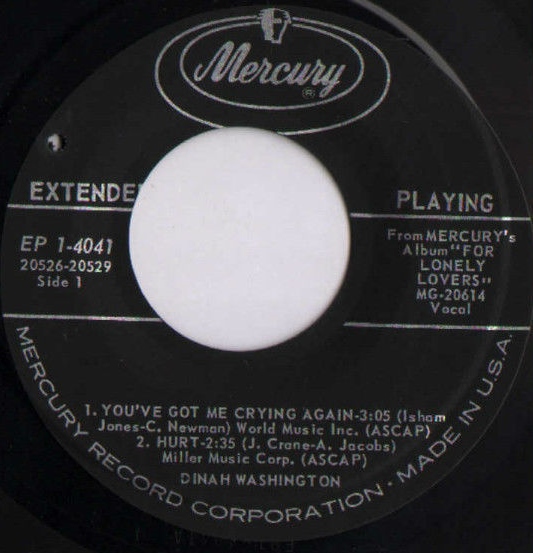 Mercury
®
EXTENDE
PLAYING
EP 1-4041
20526-20529
Side 1
From MERCURY's
Album "FOR
LONELY
LOVERS"
MG-20614
Vocal
1. YOU'VE GOT ME CRYING AGAIN-3:05 (Isham
Jones-C. Newman) World Music Inc. (ASCAP)
2. HURT-2:35 (J. Crane-A. Jacobs)
Miller Music Corp. (ASCAP)
DINAH WASHINGTON
MERCURY RECORD CORPORATION · MADE IN U.S.A.